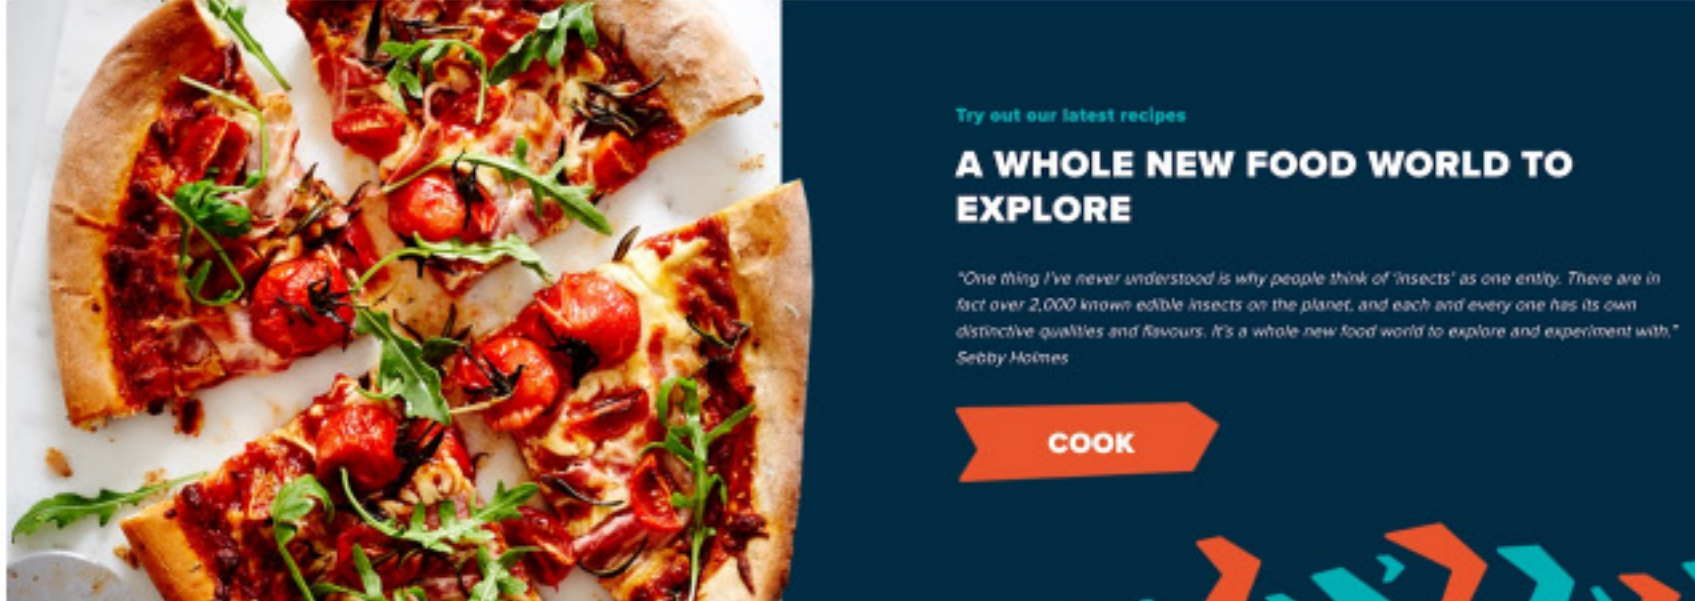 Try out our latest recipes
A WHOLE NEW FOOD WORLD TO
EXPLORE
"One thing I've never understood is why people think of 'insects' as one entity. There are in
fact over 2,000 known edible insects on the planet, and each and every one has its own
distinctive qualities and flavours. It's a whole new food world to explore and experiment with."
Sebby Holmes
COOK